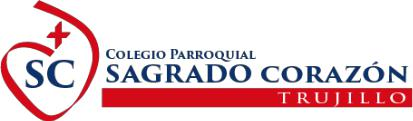 SC
COLEGIO PARROQUIAL
SAGRADO CORAZÓN
TRUJILLO